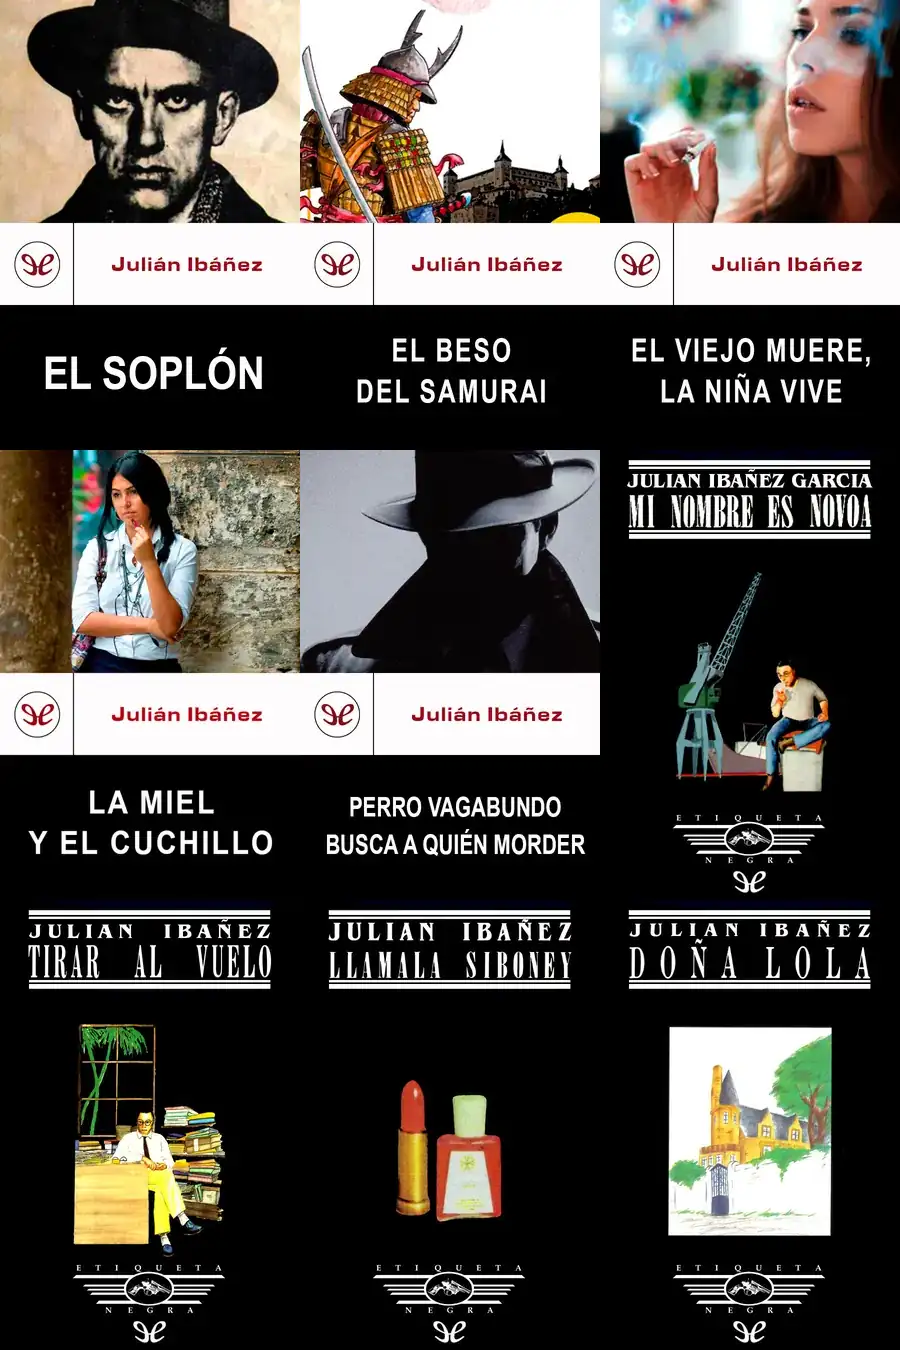 Julián Ibáñez
EL SOPLÓN
Julián Ibáñez
EL BESO
DEL SAMURAI
Julián Ibáñez
EL VIEJO MUERE,
LA NIÑA VIVE
Julián Ibáñez
LA MIEL
Y EL CUCHILLO
Julián Ibáñez
PERRO VAGABUNDO
BUSCA A QUIÉN MORDER
JULIAN IBAÑEZ GARCIA
MI NOMBRE ES NOVOA
ETIQUETA
NEGRA
JULIAN IBAÑEZ
TIRAR AL VUELO
ETIQUETA
NEGRA
JULIAN IBAÑEZ
LLAMALA SIBONEY
ETIQUETA
NEGRA
JULIAN IBAÑEZ
DOÑA LOLA
ETIQUETA
NEGRA